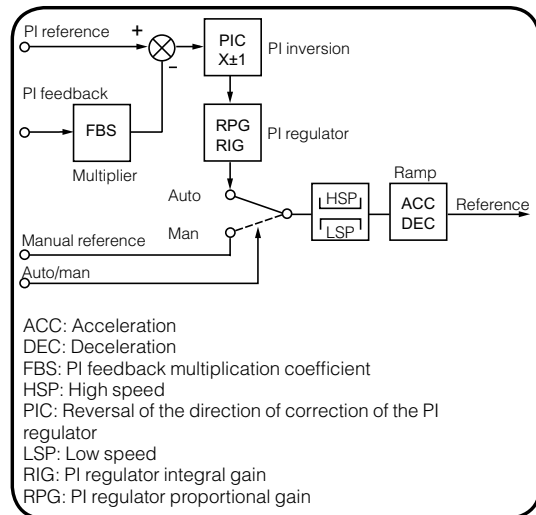 PI reference
+
−
PIC
X±1
PI inversion
PI feedback
FBS
Multiplier
RPG
RIG
PI regulator
Auto
Man
HSP
LSP
Ramp
ACC
DEC
Reference
Manual reference
Auto/man
ACC: Acceleration
DEC: Deceleration
FBS: PI feedback multiplication coefficient
HSP: High speed
PIC: Reversal of the direction of correction of the PI
regulator
LSP: Low speed
RIG: PI regulator integral gain
RPG: PI regulator proportional gain